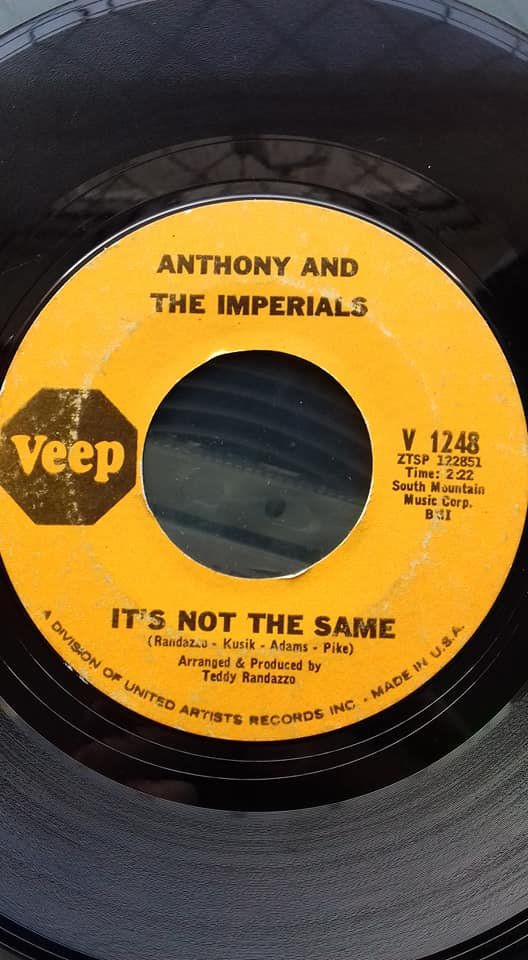 ANTHONY AND
THE IMPERIALS
Veep
V 1248
ZTSP 122851
Time: 2:22
South Mountain
Music Corp.
BMI
IT'S NOT THE SAME
(Randazzo - Kusik - Adams - Pike)
Arranged & Produced by
Teddy Randazzo
A DIVISION OF UNITED ARTISTS RECORDS INC. • MADE IN U.S.A.